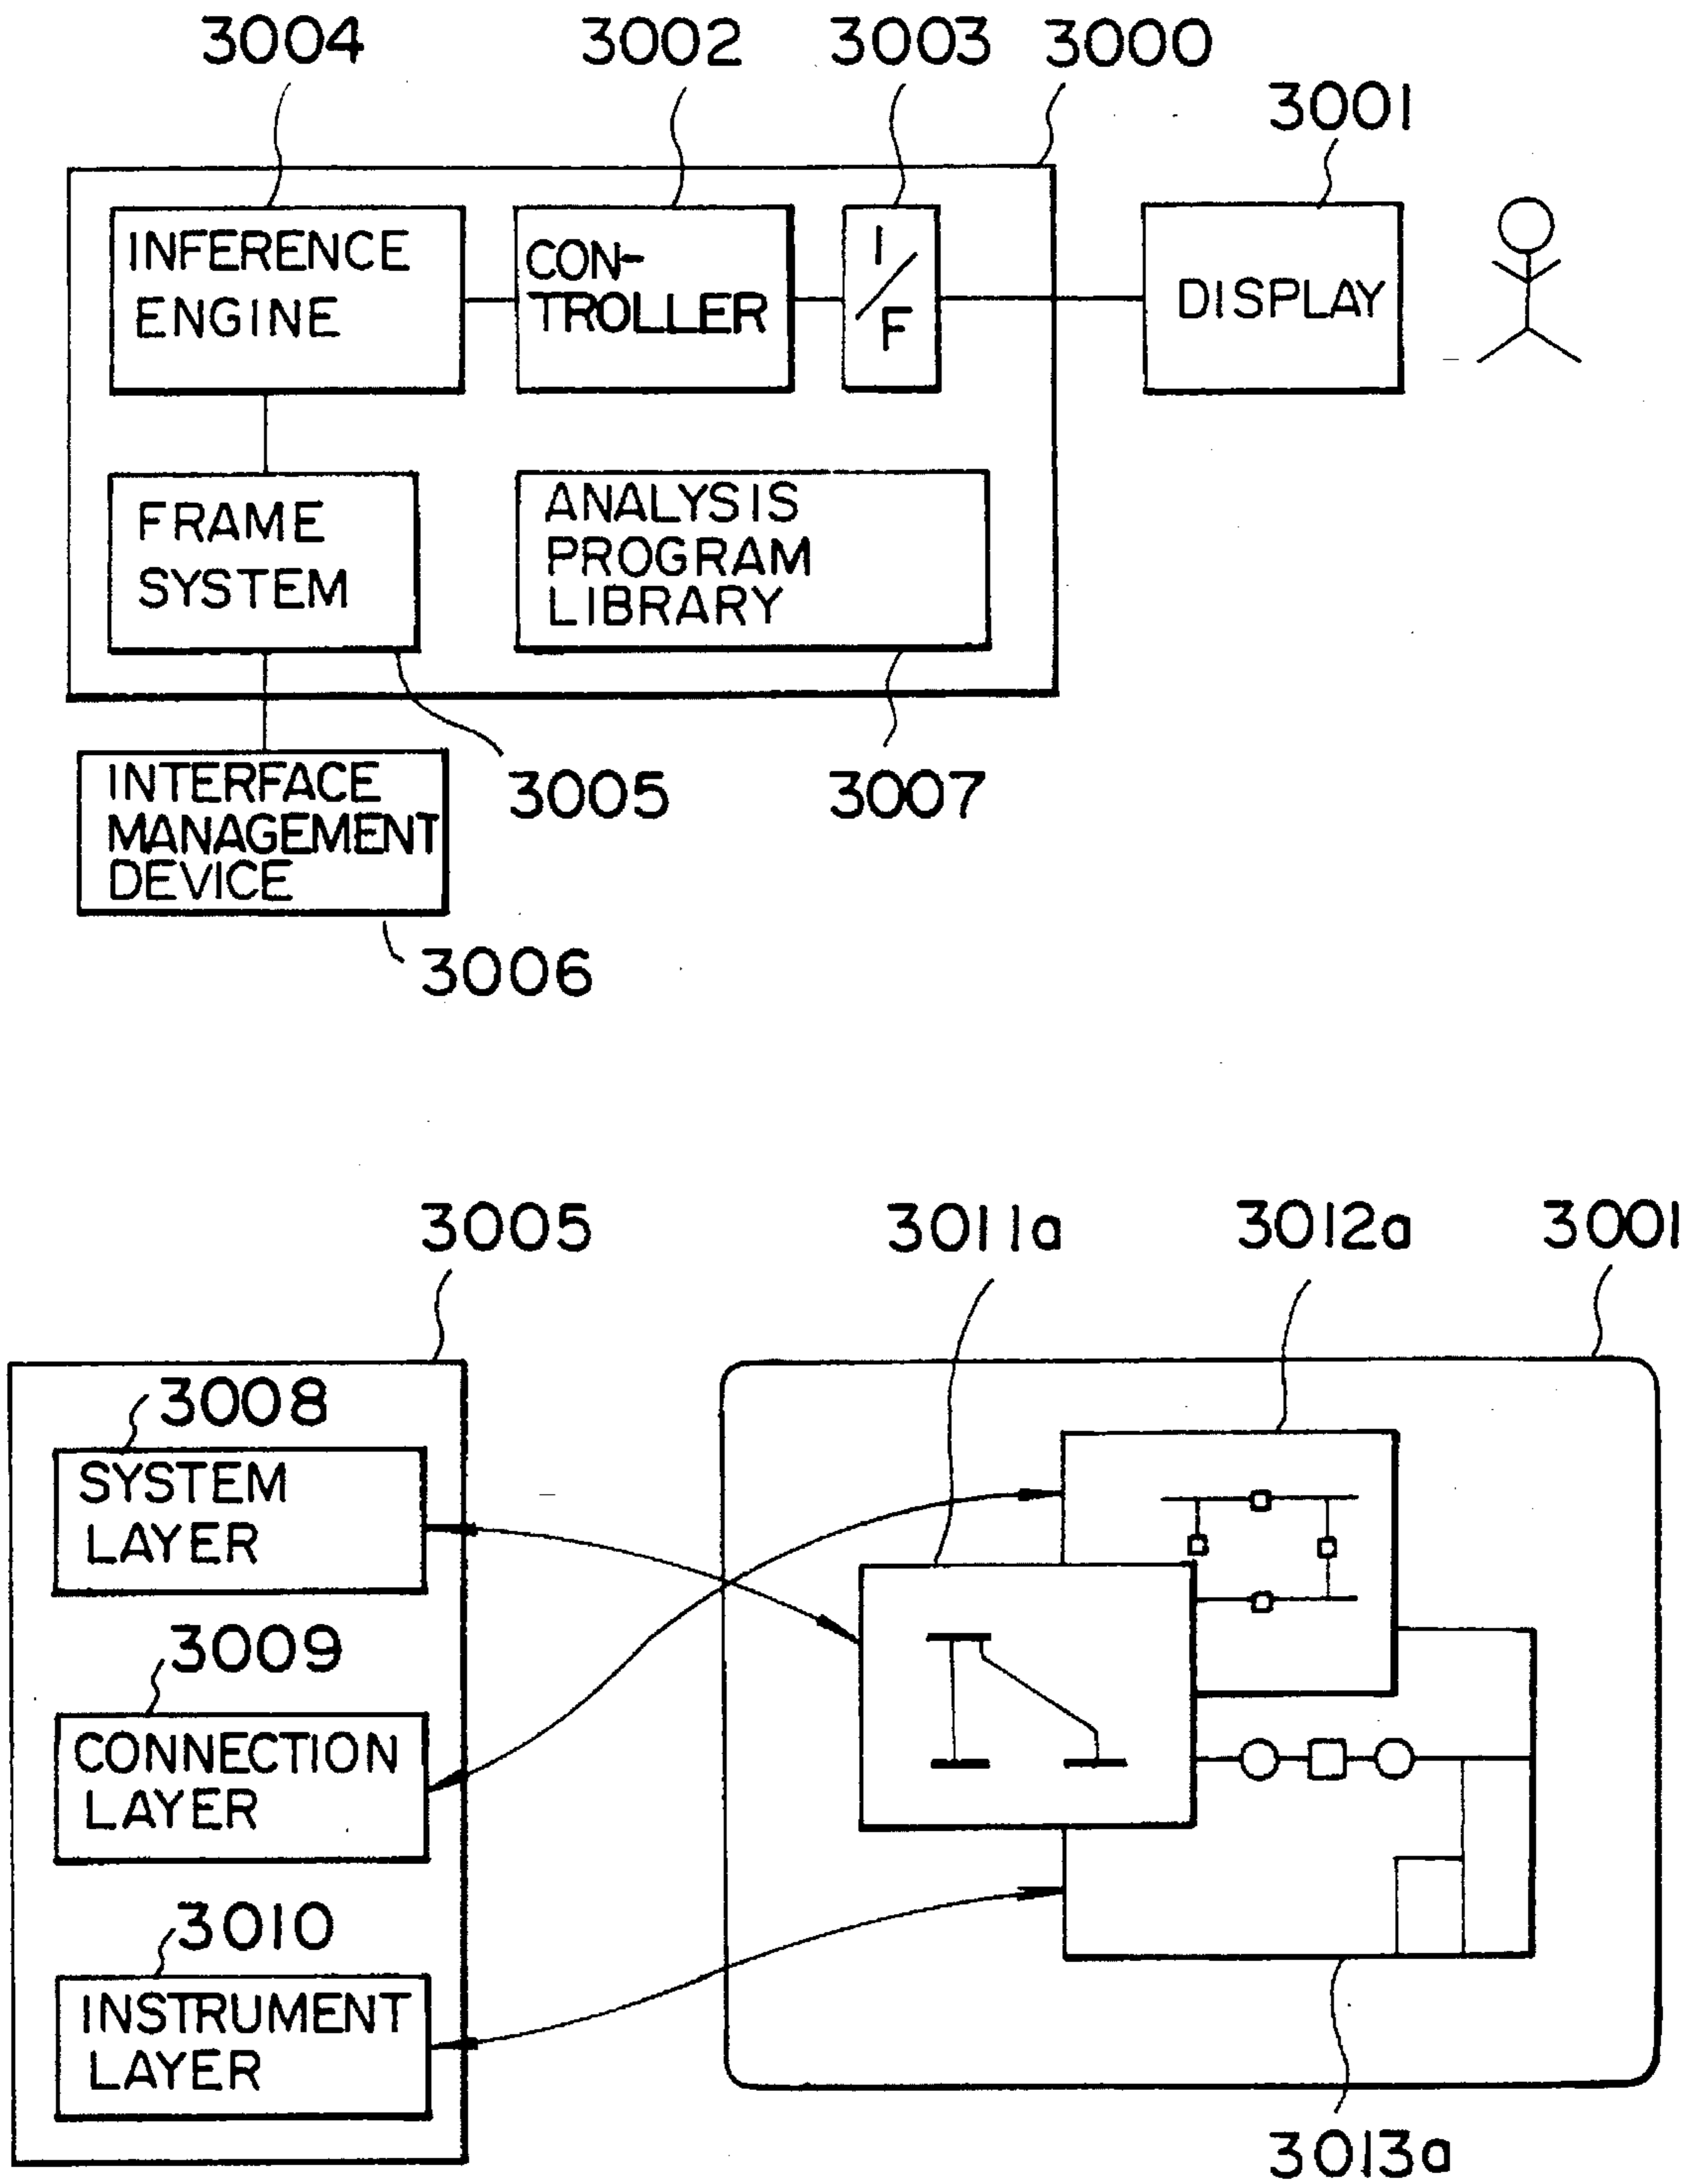 3004
3002
3003
3000
3001
INFERENCE
ENGINE
CON-
TROLLER
I/F
DISPLAY
FRAME
SYSTEM
ANALYSIS
PROGRAM
LIBRARY
INTERFACE
MANAGEMENT
DEVICE
3005
3007
3006
3005
3011a
3012a
3001
3008
SYSTEM
LAYER
3009
CONNECTION
LAYER
3010
INSTRUMENT
LAYER
3013a